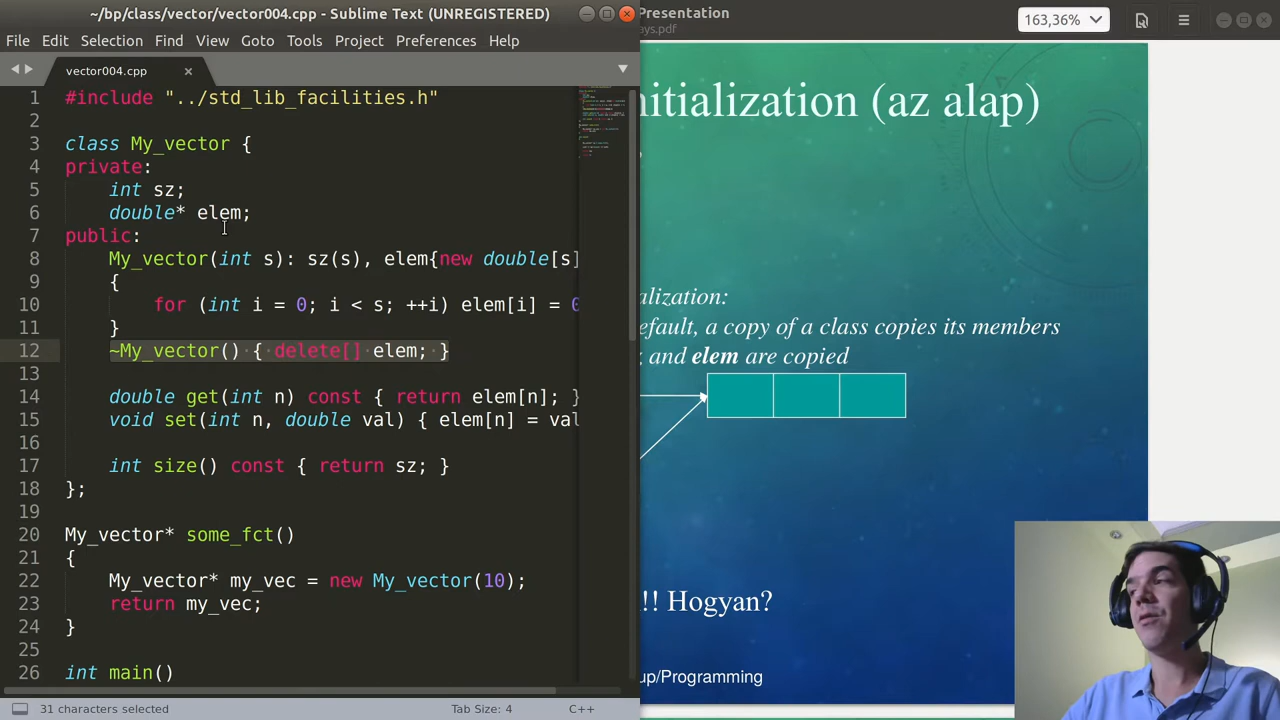 ~/bp/class/vector/vector004.cpp - Sublime Text (UNREGISTERED)
File Edit Selection Find View Goto Tools Project Preferences Help
vector004.cpp
1 #include "../std_lib_facilities.h"
2
3 class My_vector {
4 private:
5 int sz;
6 double* elem;
7 public:
8 My_vector(int s): sz(s), elem{new double[s]
9 {
10 for (int i = 0; i < s; ++i) elem[i] = 0
11 }
12 ~My_vector() { delete[] elem; }
13
14 double get(int n) const { return elem[n]; }
15 void set(int n, double val) { elem[n] = val
16
17 int size() const { return sz; }
18 };
19
20 My_vector* some_fct()
21 {
22 My_vector* my_vec = new My_vector(10);
23 return my_vec;
24 }
25
26 int main()
31 characters selected
Tab Size: 4
C++
Presentation
ays.pdf
163,36%
nitialization (az alap)
alization:
efault, a copy of a class copies its members
and elem are copied
!! Hogyan?
up/Programming